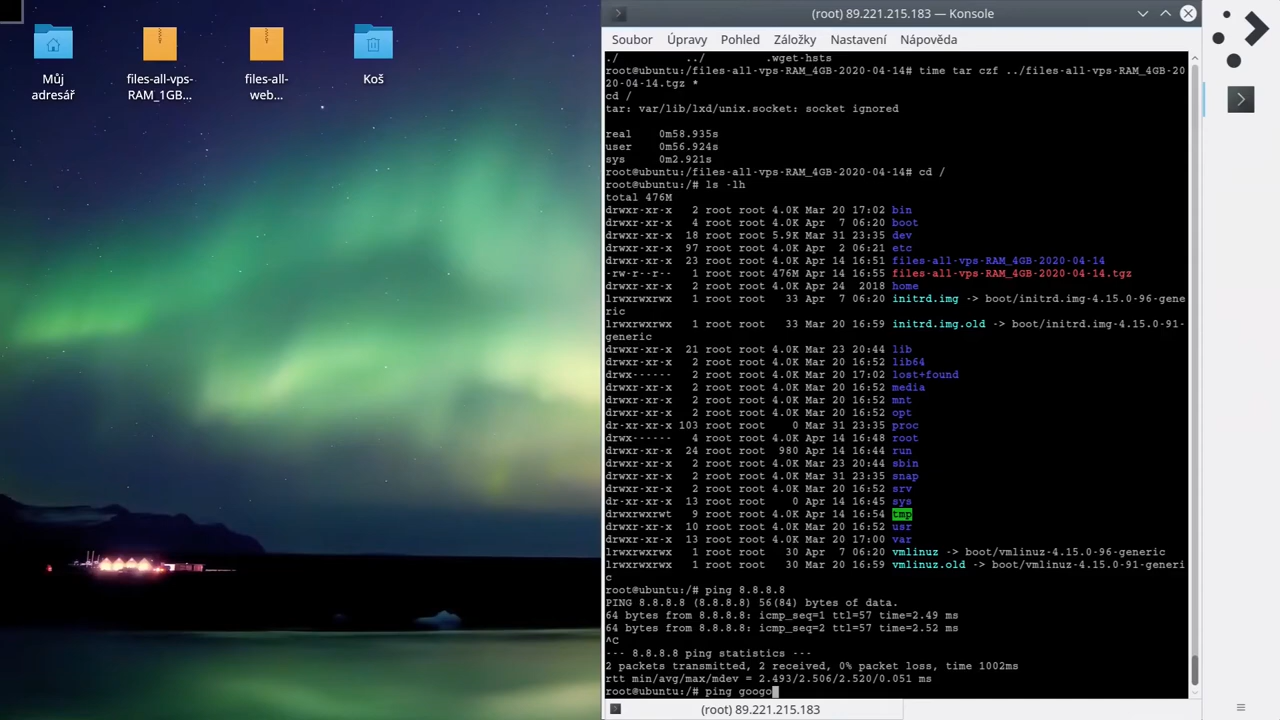 Můj
adresář
files-all-vps-
RAM_1GB...
files-all-
web...
Koš
(root) 89.221.215.183 — Konsole
Soubor Úpravy Pohled Záložky Nastavení Nápověda
./ ../ .wget-hsts
root@ubuntu:/files-all-vps-RAM_4GB-2020-04-14# time tar czf ../files-all-vps-RAM_4GB-20
20-04-14.tgz *
cd /
tar: var/lib/lxd/unix.socket: socket ignored
real 0m58.935s
user 0m56.924s
sys 0m2.921s
root@ubuntu:/files-all-vps-RAM_4GB-2020-04-14# cd /
root@ubuntu:/# ls -lh
total 476M
drwxr-xr-x 2 root root 4.0K Mar 20 17:02 bin
drwxr-xr-x 4 root root 4.0K Apr 7 06:20 boot
drwxr-xr-x 18 root root 5.9K Mar 31 23:35 dev
drwxr-xr-x 97 root root 4.0K Apr 2 06:21 etc
drwxr-xr-x 23 root root 4.0K Apr 14 16:51 files-all-vps-RAM_4GB-2020-04-14
-rw-r--r-- 1 root root 476M Apr 14 16:55 files-all-vps-RAM_4GB-2020-04-14.tgz
drwxr-xr-x 2 root root 4.0K Apr 24 2018 home
lrwxrwxrwx 1 root root 33 Apr 7 06:20 initrd.img -> boot/initrd.img-4.15.0-96-gene
ric
lrwxrwxrwx 1 root root 33 Mar 20 16:59 initrd.img.old -> boot/initrd.img-4.15.0-91-
generic
drwxr-xr-x 21 root root 4.0K Mar 23 20:44 lib
drwxr-xr-x 2 root root 4.0K Mar 20 16:52 lib64
drwx------ 2 root root 4.0K Mar 20 17:02 lost+found
drwxr-xr-x 2 root root 4.0K Mar 20 16:52 media
drwxr-xr-x 2 root root 4.0K Mar 20 16:52 mnt
drwxr-xr-x 2 root root 4.0K Mar 20 16:52 opt
dr-xr-xr-x 103 root root 0 Mar 31 23:35 proc
drwx------ 4 root root 4.0K Apr 14 16:48 root
drwxr-xr-x 24 root root 980 Apr 14 16:44 run
drwxr-xr-x 2 root root 4.0K Mar 23 20:44 sbin
drwxr-xr-x 2 root root 4.0K Mar 31 23:35 snap
drwxr-xr-x 2 root root 4.0K Mar 20 16:52 srv
dr-xr-xr-x 13 root root 0 Apr 14 16:45 sys
drwxrwxrwt 9 root root 4.0K Apr 14 16:54 tmp
drwxr-xr-x 10 root root 4.0K Mar 20 16:52 usr
drwxr-xr-x 13 root root 4.0K Mar 20 17:00 var
lrwxrwxrwx 1 root root 30 Apr 7 06:20 vmlinuz -> boot/vmlinuz-4.15.0-96-generic
lrwxrwxrwx 1 root root 30 Mar 20 16:59 vmlinuz.old -> boot/vmlinuz-4.15.0-91-generi
c
root@ubuntu:/# ping 8.8.8.8
PING 8.8.8.8 (8.8.8.8) 56(84) bytes of data.
64 bytes from 8.8.8.8: icmp_seq=1 ttl=57 time=2.49 ms
64 bytes from 8.8.8.8: icmp_seq=2 ttl=57 time=2.52 ms
^C
--- 8.8.8.8 ping statistics ---
2 packets transmitted, 2 received, 0% packet loss, time 1002ms
rtt min/avg/max/mdev = 2.493/2.506/2.520/0.051 ms
root@ubuntu:/# ping googo
(root) 89.221.215.183